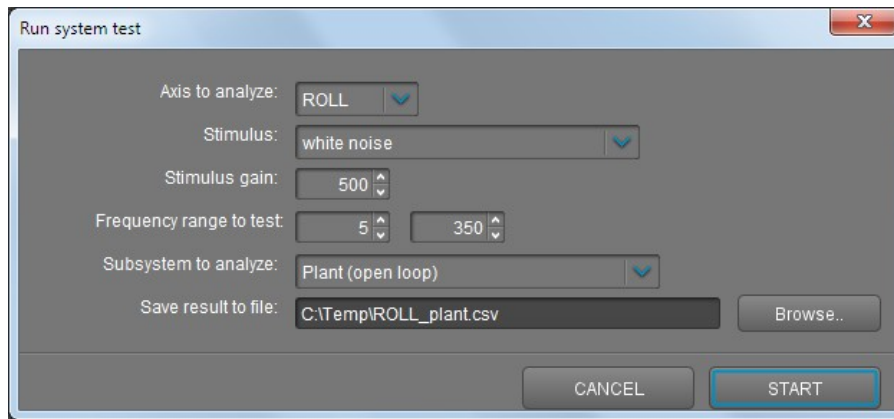 Run system test
Axis to analyze: ROLL
Stimulus: white noise
Stimulus gain: 500
Frequency range to test: 5 350
Subsystem to analyze: Plant (open loop)
Save result to file: C:\Temp\ROLL_plant.csv Browse..
CANCEL START